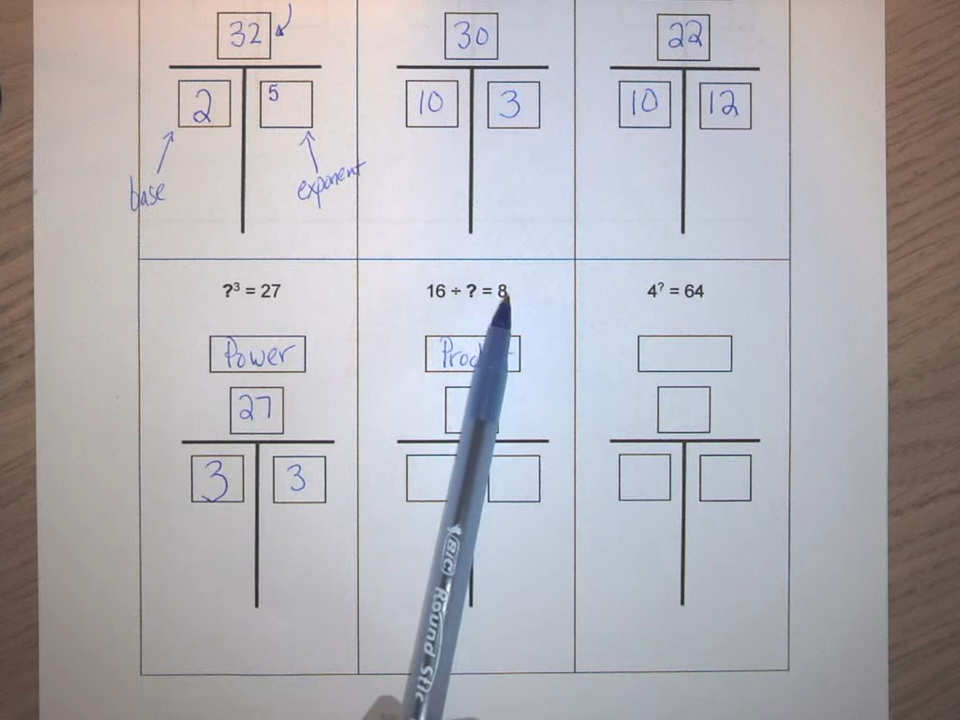 32 30 22
2 5 10 3 10 12
base exponent
?³ = 27 16 ÷ ? = 8 4? = 64
Power
27
3 3
BIC Round Stic